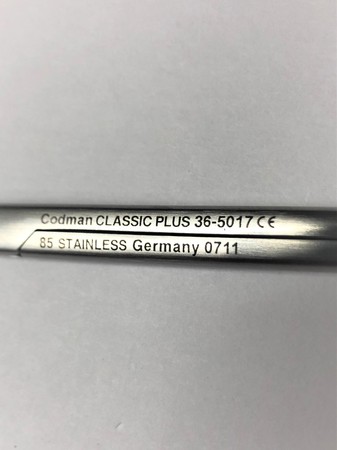 Codman CLASSIC PLUS 36-5017 CE
85 STAINLESS Germany 0711